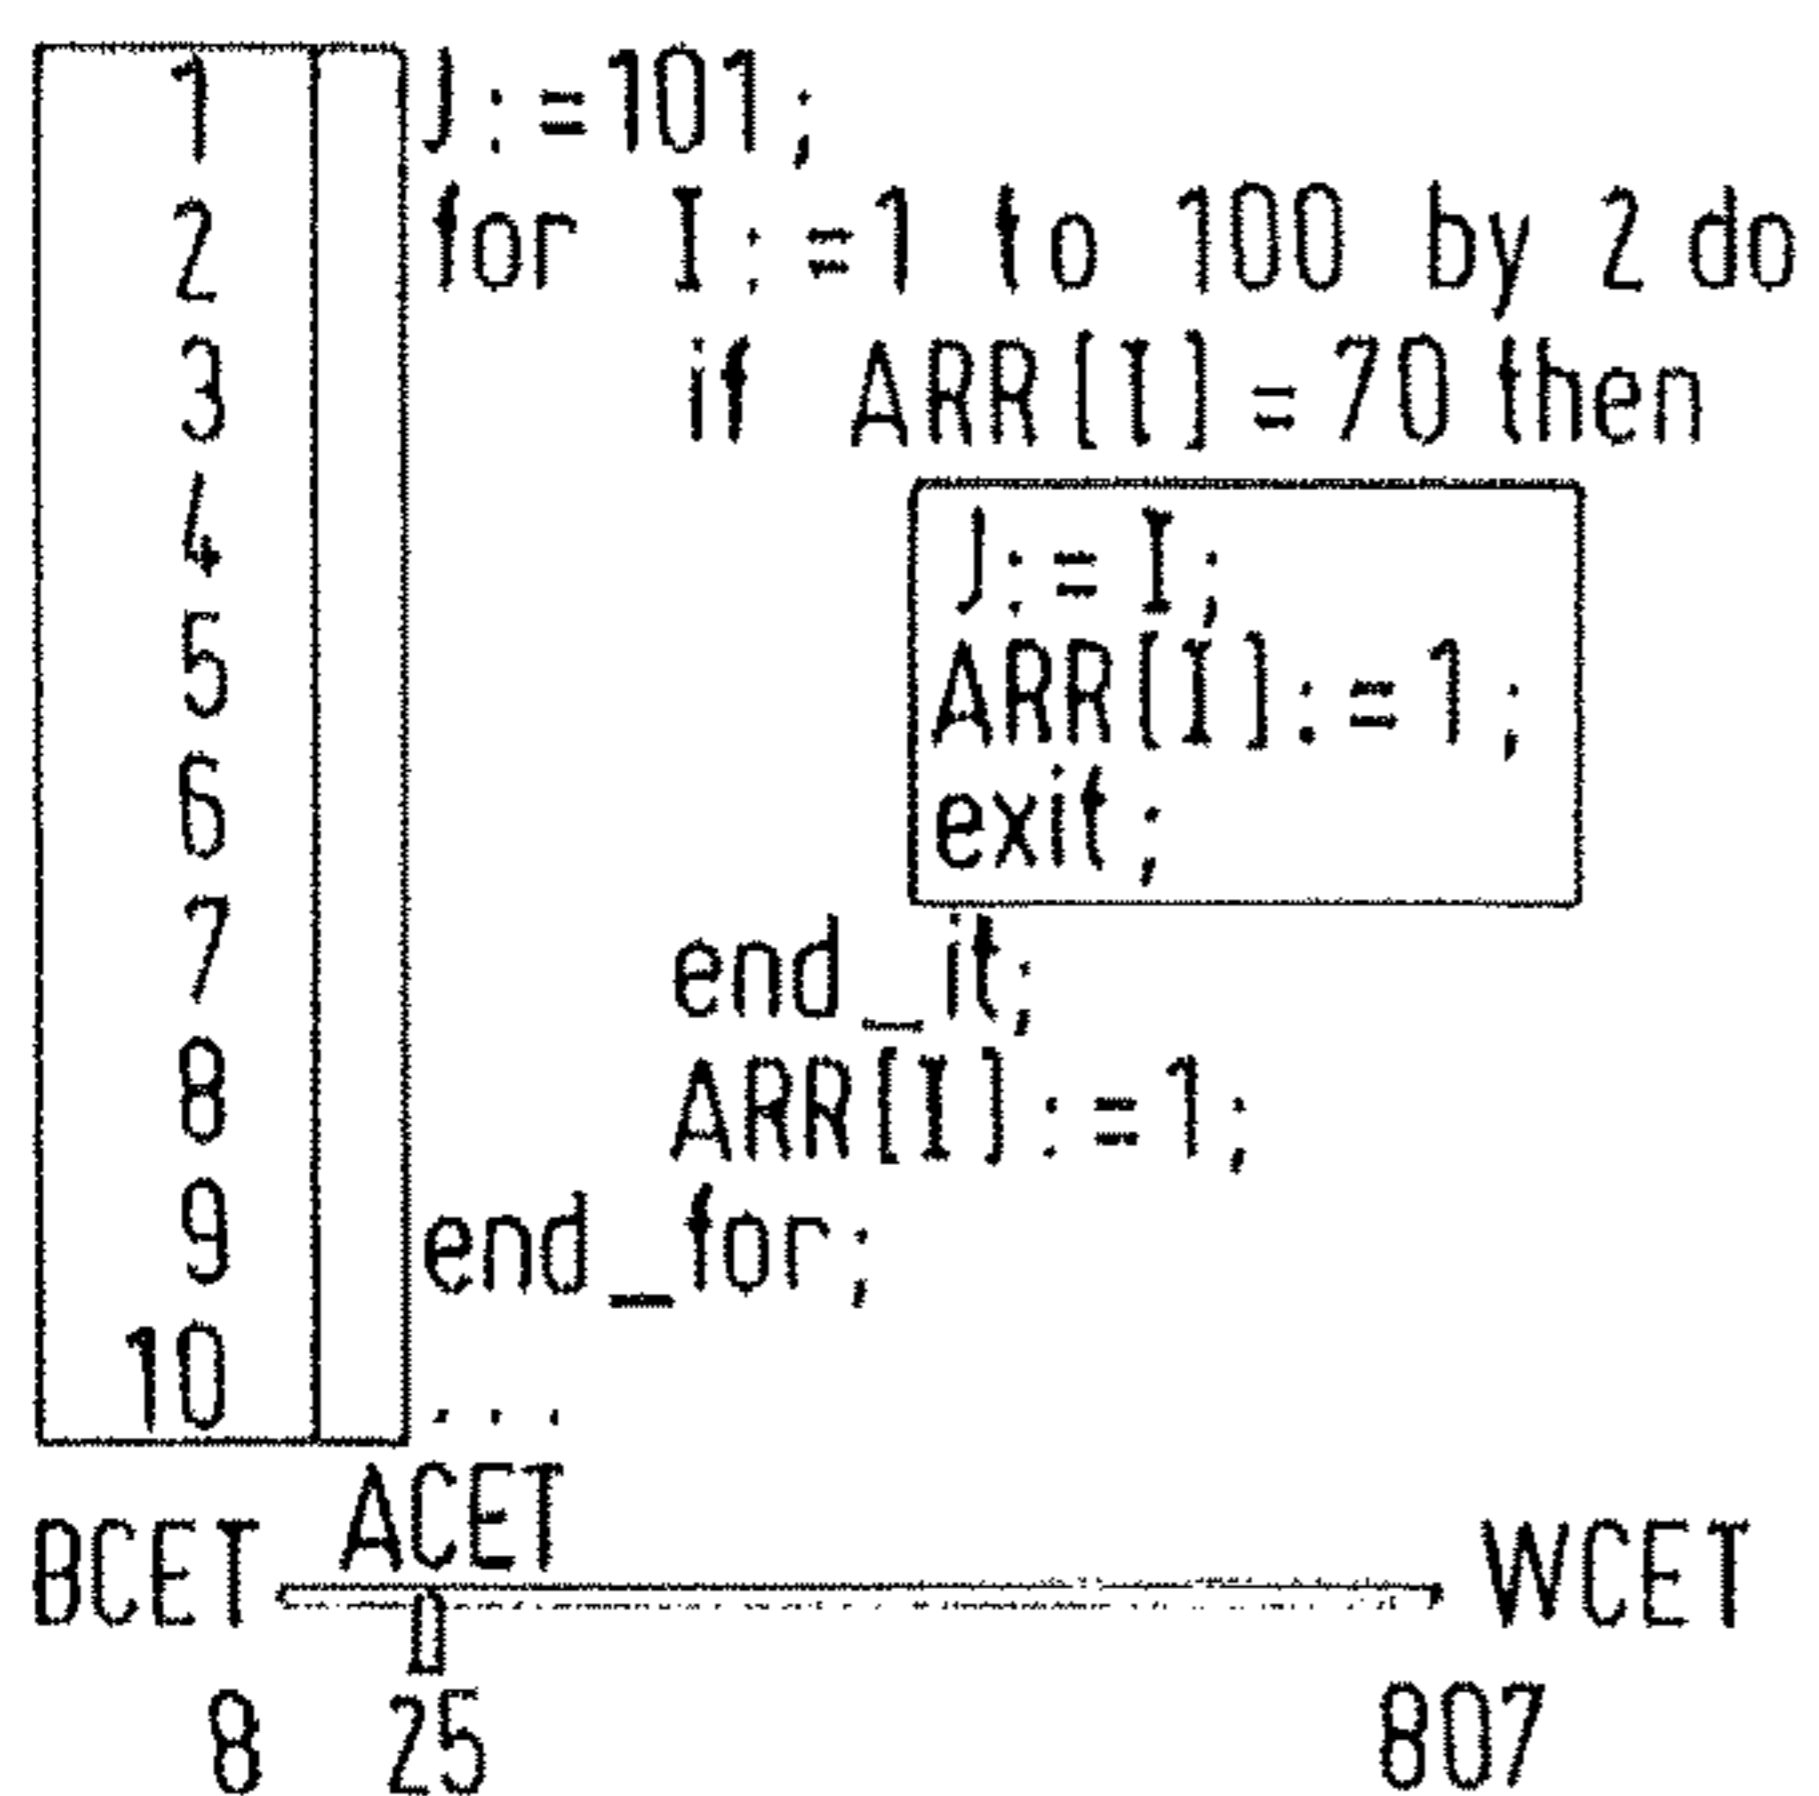 1 J:=101;
2 for I:=1 to 100 by 2 do
3 if ARR[I]=70 then
4 J:=I;
5 ARR[I]:=1;
6 exit;
7 end_if;
8 ARR[I]:=1;
9 end_for;
10 ...
ACET
BCET WCET
8 25 807